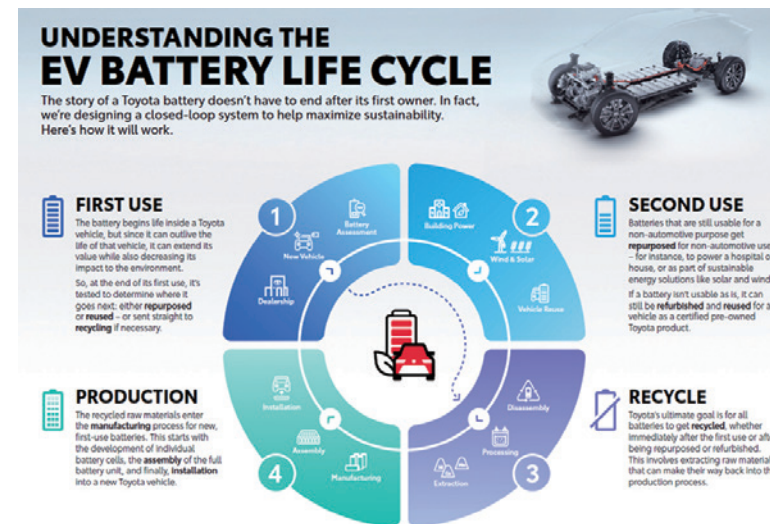 UNDERSTANDING THE
EV BATTERY LIFE CYCLE
The story of a Toyota battery doesn't have to end after its first owner. In fact,
we're designing a closed-loop system to help maximize sustainability.
Here's how it will work.
FIRST USE
The battery begins life inside a Toyota
vehicle, but since it can outlive the
life of that vehicle, it can extend its
value while also decreasing its
impact to the environment.
So, at the end of its first use, it's
tested to determine where it
goes next: either repurposed
or reused – or sent straight to
recycling if necessary.
1
Battery
Assessment
New Vehicle
Dealership
2
Building Power
Wind & Solar
Vehicle Reuse
SECOND USE
Batteries that are still usable for a
non-automotive purpose get
repurposed for non-automotive use
– for instance, to power a hospital o
house, or as part of sustainable
energy solutions like solar and wind
If a battery isn't usable as is, it can
still be refurbished and reused for a
vehicle as a certified pre-owned
Toyota product.
PRODUCTION
The recycled raw materials enter
the manufacturing process for new,
first-use batteries. This starts with
the development of individual
battery cells, the assembly of the full
battery unit, and finally, installation
into a new Toyota vehicle.
Installation
Assembly
Manufacturing
4
Disassembly
Processing
Extraction
3
RECYCLE
Toyota's ultimate goal is for all
batteries to get recycled, whether
immediately after the first use or afte
being repurposed or refurbished.
This involves extracting raw material
that can make their way back into th
production process.